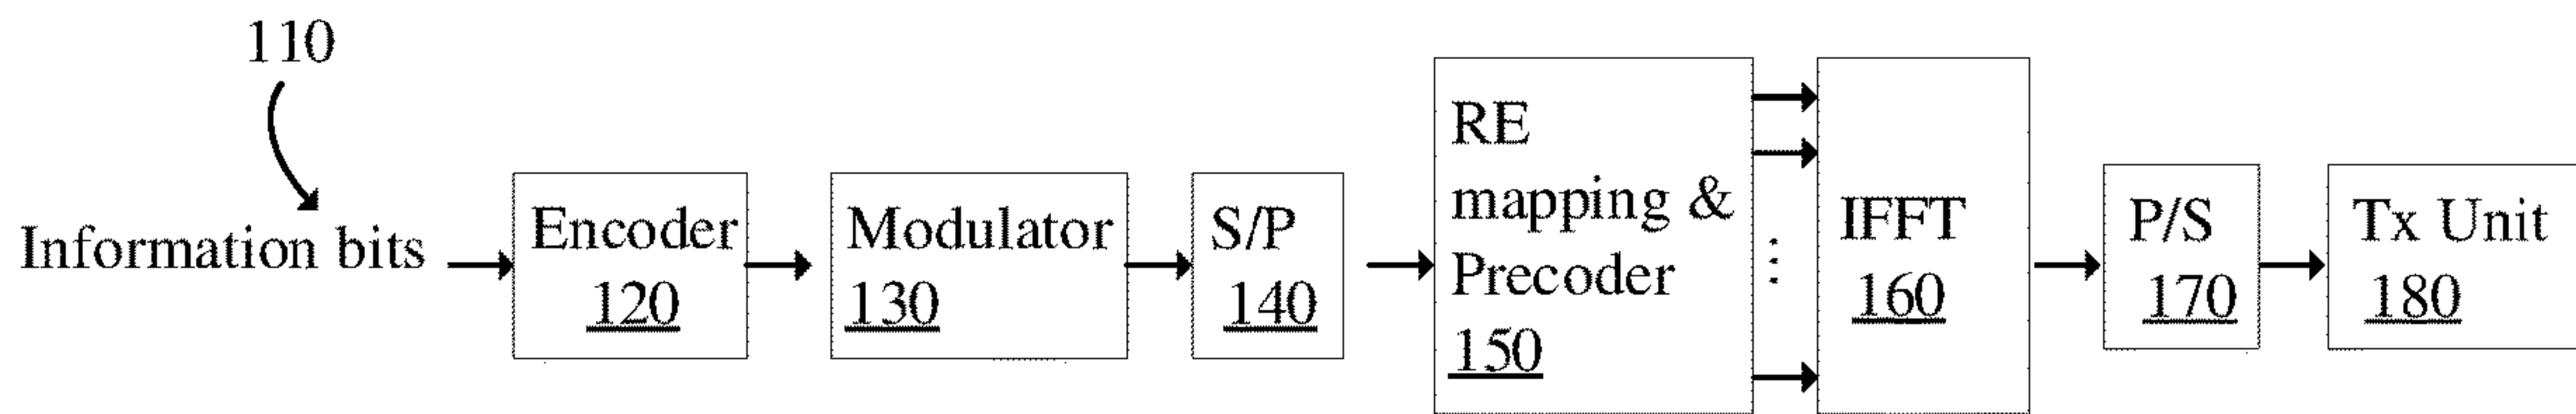 110
Information bits
Encoder
120
Modulator
130
S/P
140
RE
mapping &
Precoder
150
IFFT
160
P/S
170
Tx Unit
180